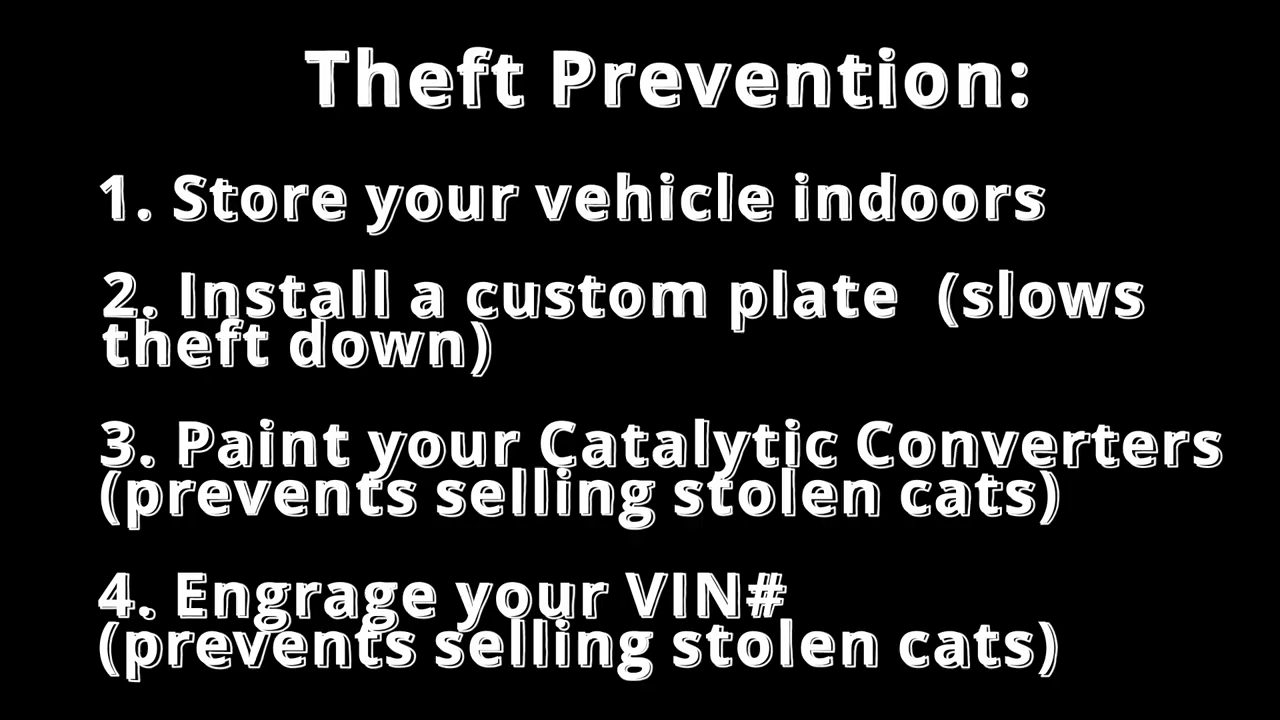 Theft Prevention:
1. Store your vehicle indoors
2. Install a custom plate (slows
theft down)
3. Paint your Catalytic Converters
(prevents selling stolen cats)
4. Engrage your VIN#
(prevents selling stolen cats)